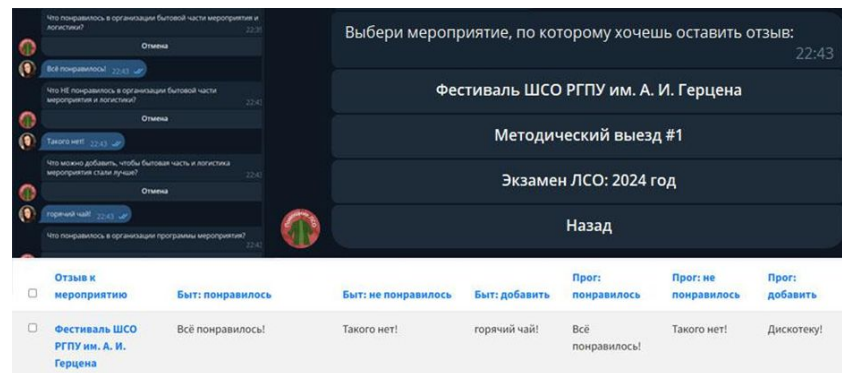 Что понравилось в организации бытовой части мероприятия и
логистики?
22:39
Отмена
Всё понравилось! 22:43
Что НЕ понравилось в организации бытовой части
мероприятия и логистики?
22:43
Отмена
Такого нет! 22:43
Что можно добавить, чтобы бытовая часть и логистика
мероприятия стали лучше?
22:43
Отмена
горячий чай! 22:43
Что понравилось в организации программы мероприятия?
22:43
Выбери мероприятие, по которому хочешь оставить отзыв:
22:43
Фестиваль ШСО РГПУ им. А. И. Герцена
Методический выезд #1
Экзамен ЛСО: 2024 год
Назад
Отзыв к
мероприятию
Быт: понравилось
Быт: не понравилось
Быт: добавить
Прог:
понравилось
Прог: не
понравилось
Прог:
добавить
Фестиваль ШСО
РГПУ им. А. И.
Герцена
Всё понравилось!
Такого нет!
горячий чай!
Всё
понравилось!
Такого нет!
Дискотеку!